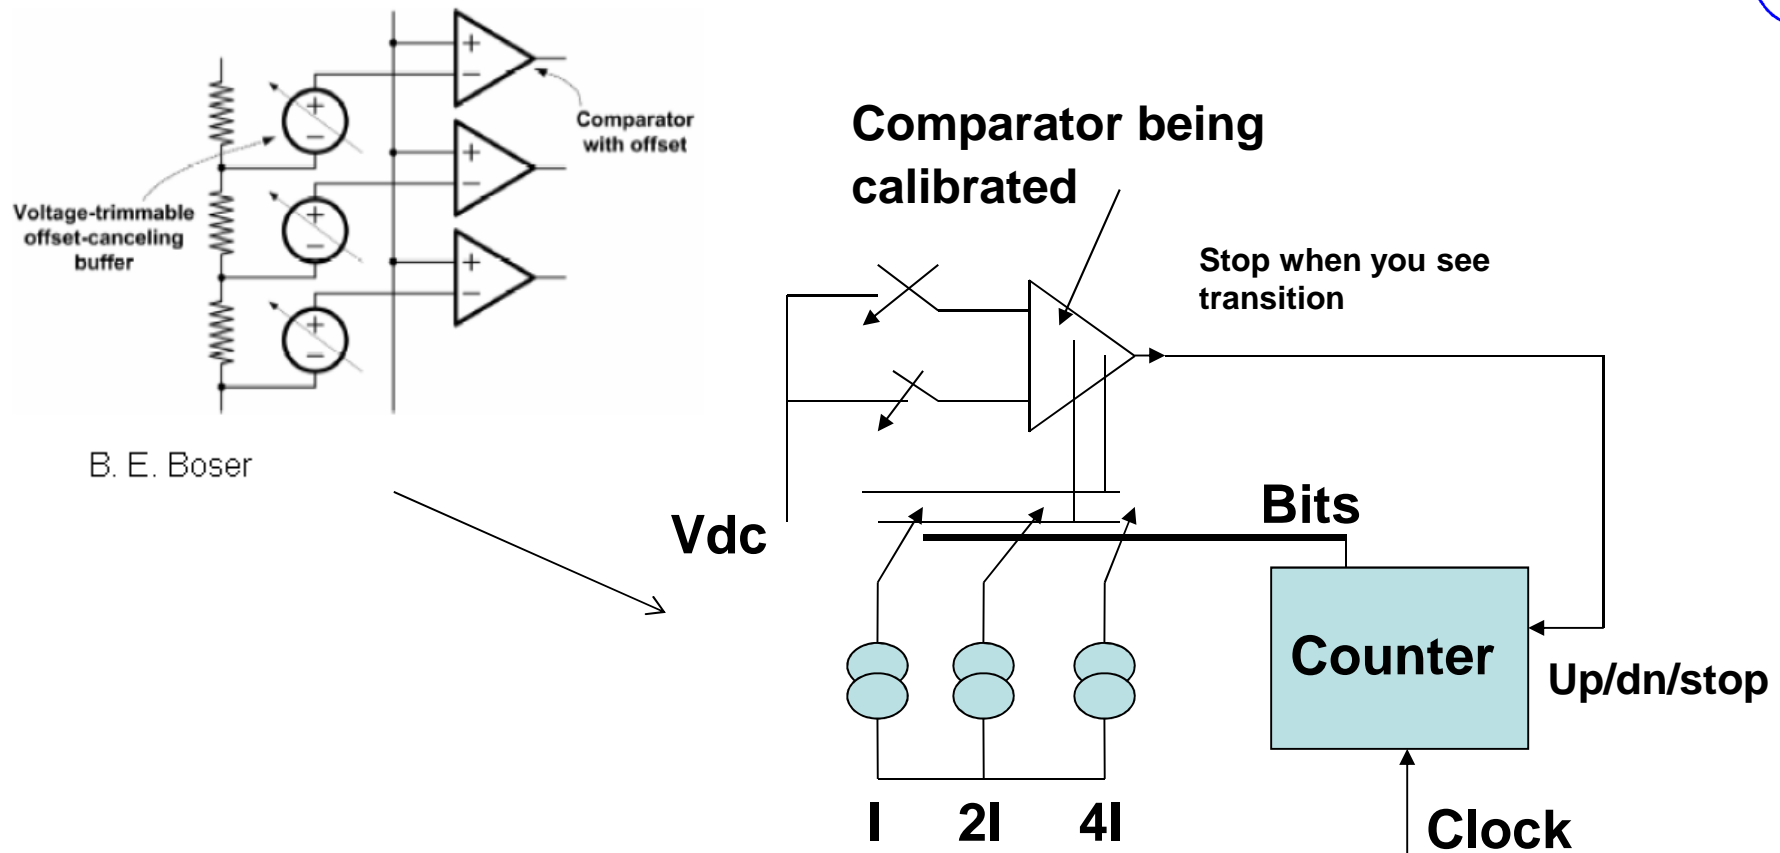 +
−
+
−
Comparator
with offset
+
−
+
−
Voltage-trimmable
offset-canceling
buffer
+
−
+
−
B. E. Boser
Comparator being
calibrated
Stop when you see
transition
Vdc
Bits
Counter
Up/dn/stop
I 2I 4I
Clock